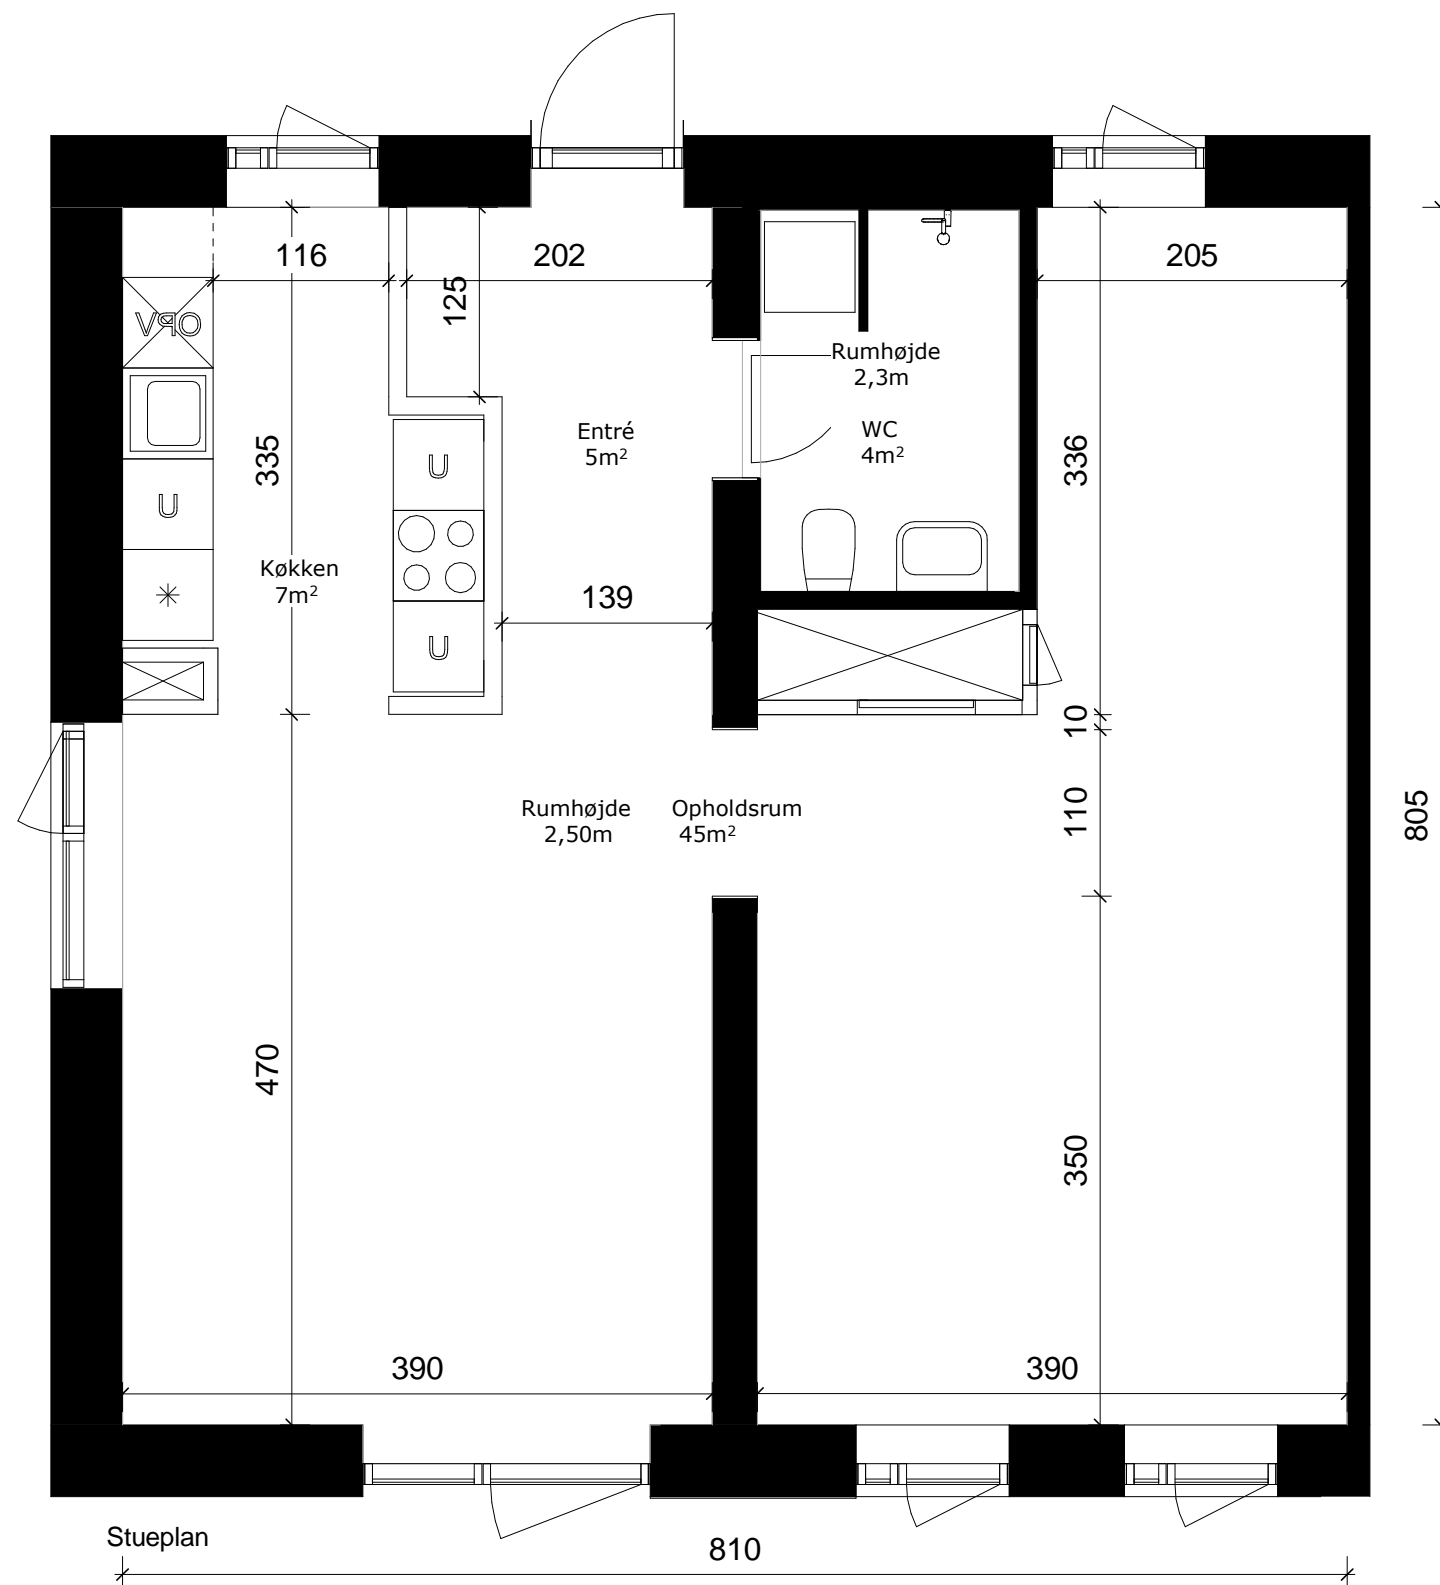 116
202
205
125
OPV
Rumhøjde
2,3m
335
Entré
5m²
WC
4m²
336
U
U
Køkken
7m²
139
U
10
Rumhøjde
2,50m
Opholdsrum
45m²
110
805
470
350
390
390
Stueplan
810